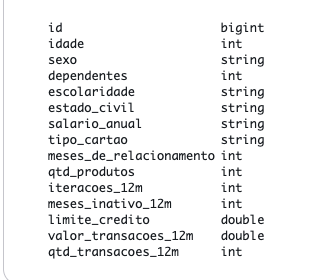 id bigint
idade int
sexo string
dependentes int
escolaridade string
estado_civil string
salario_anual string
tipo_cartao string
meses_de_relacionamento int
qtd_produtos int
iteracoes_12m int
meses_inativo_12m int
limite_credito double
valor_transacoes_12m double
qtd_transacoes_12m int